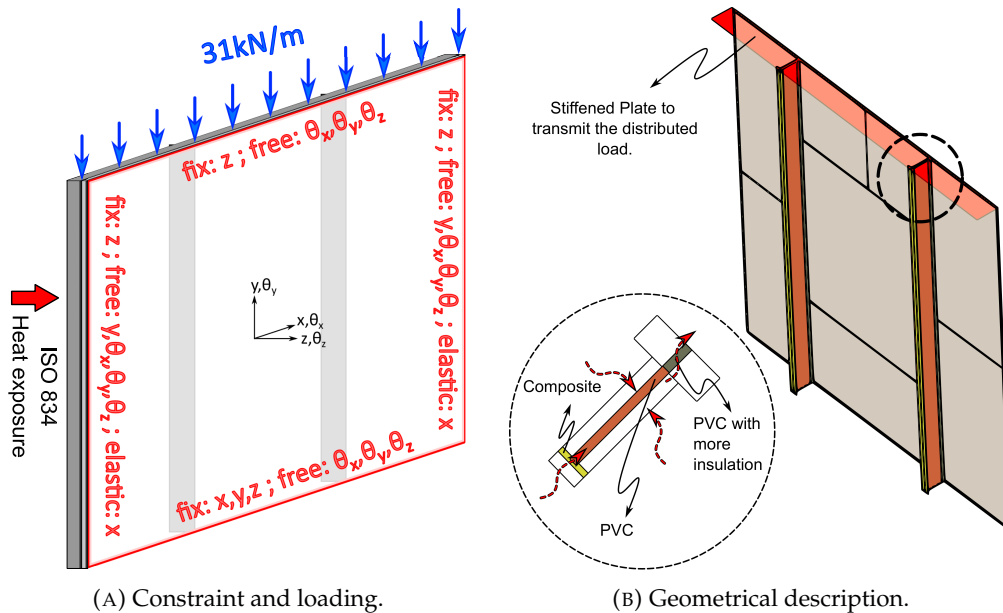 31kN/m
fix: z ; free: θx,θy,θz
fix: z ; free: y,θx,θy,θz ; elastic: x
fix: z ; free: y,θx,θy,θz ; elastic: x
y,θy
x,θx
z,θz
ISO 834
Heat exposure
fix: x,y,z ; free: θx,θy,θz
(A) Constraint and loading.
Stiffened Plate to
transmit the distributed
load.
Composite
PVC with
more
insulation
PVC
(B) Geometrical description.